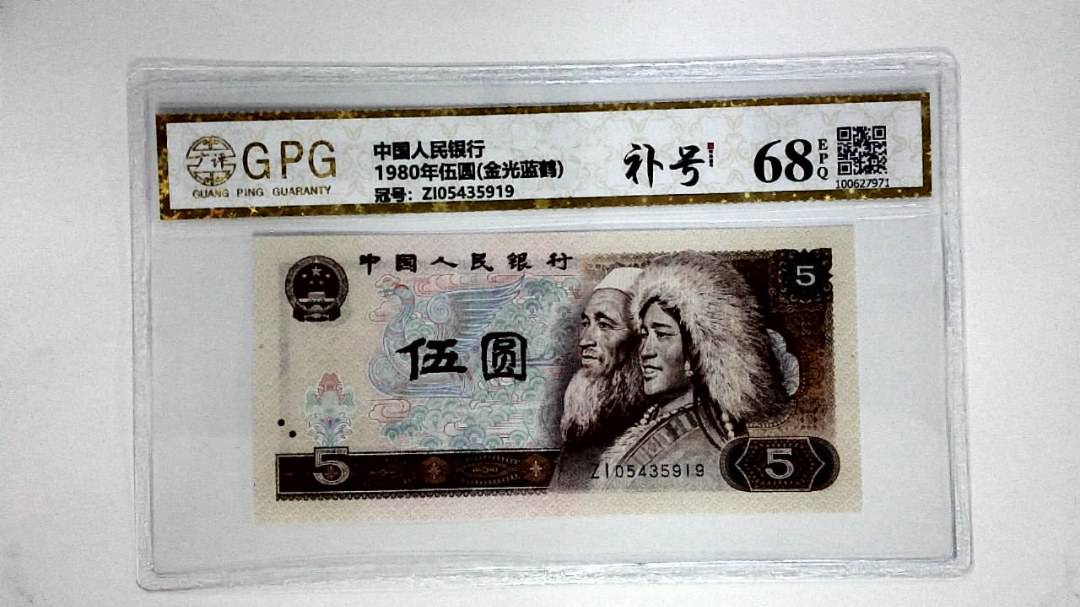 广评
GPG
GUANG PING GUARANTY
中国人民银行
1980年伍圆(金光蓝鹤)
冠号: ZI05435919
补号
68
EPQ
100627971
中国人民银行
5
伍圆
5
ZI05435919
5